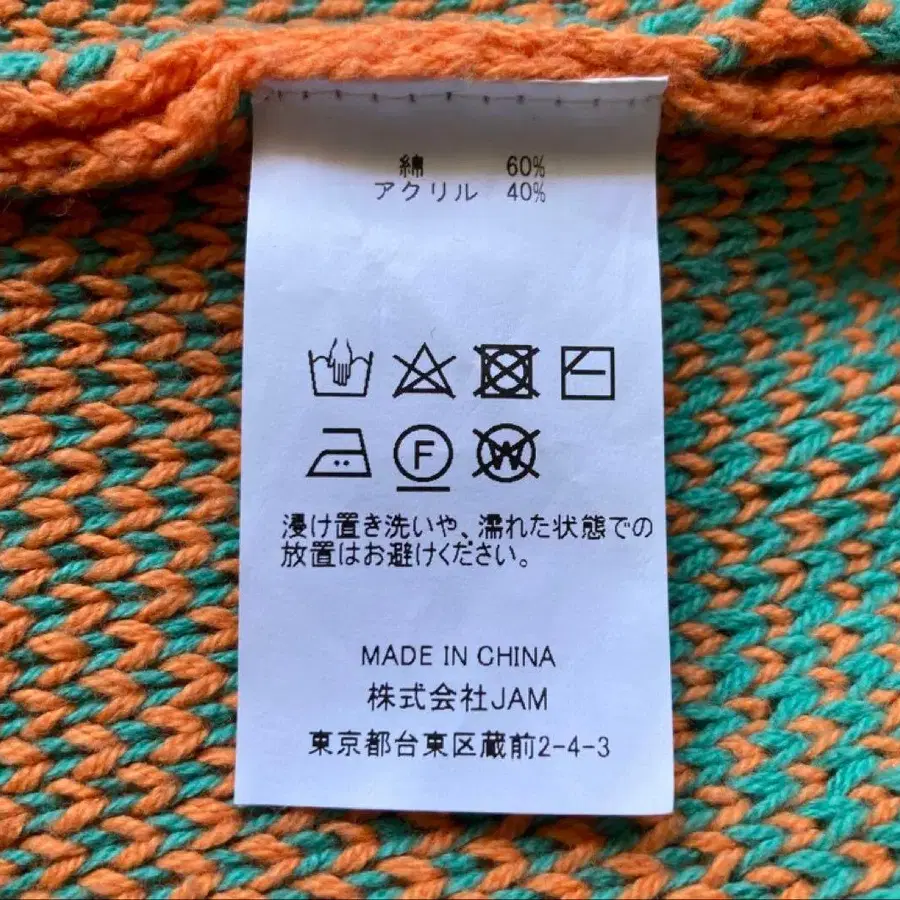 綿 60%
アクリル 40%
F W
浸け置き洗いや、濡れた状態での
放置はお避けください。
MADE IN CHINA
株式会社JAM
東京都台東区蔵前2-4-3